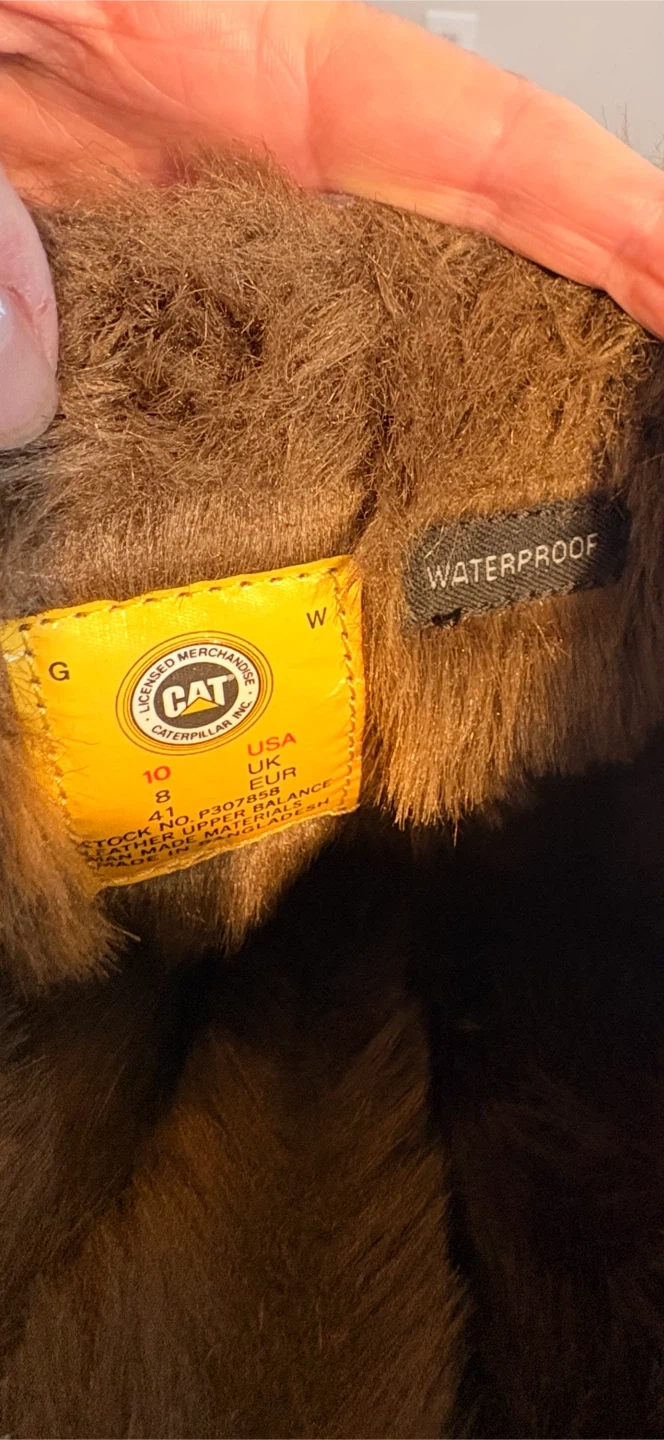 G W
LICENSED MERCHANDISE
CAT
CATERPILLAR INC.
10 USA
8 UK
41 EUR
STOCK NO. P307858
LEATHER UPPER BALANCE
MAN MADE MATERIALS
MADE IN BANGLADESH
WATERPROOF